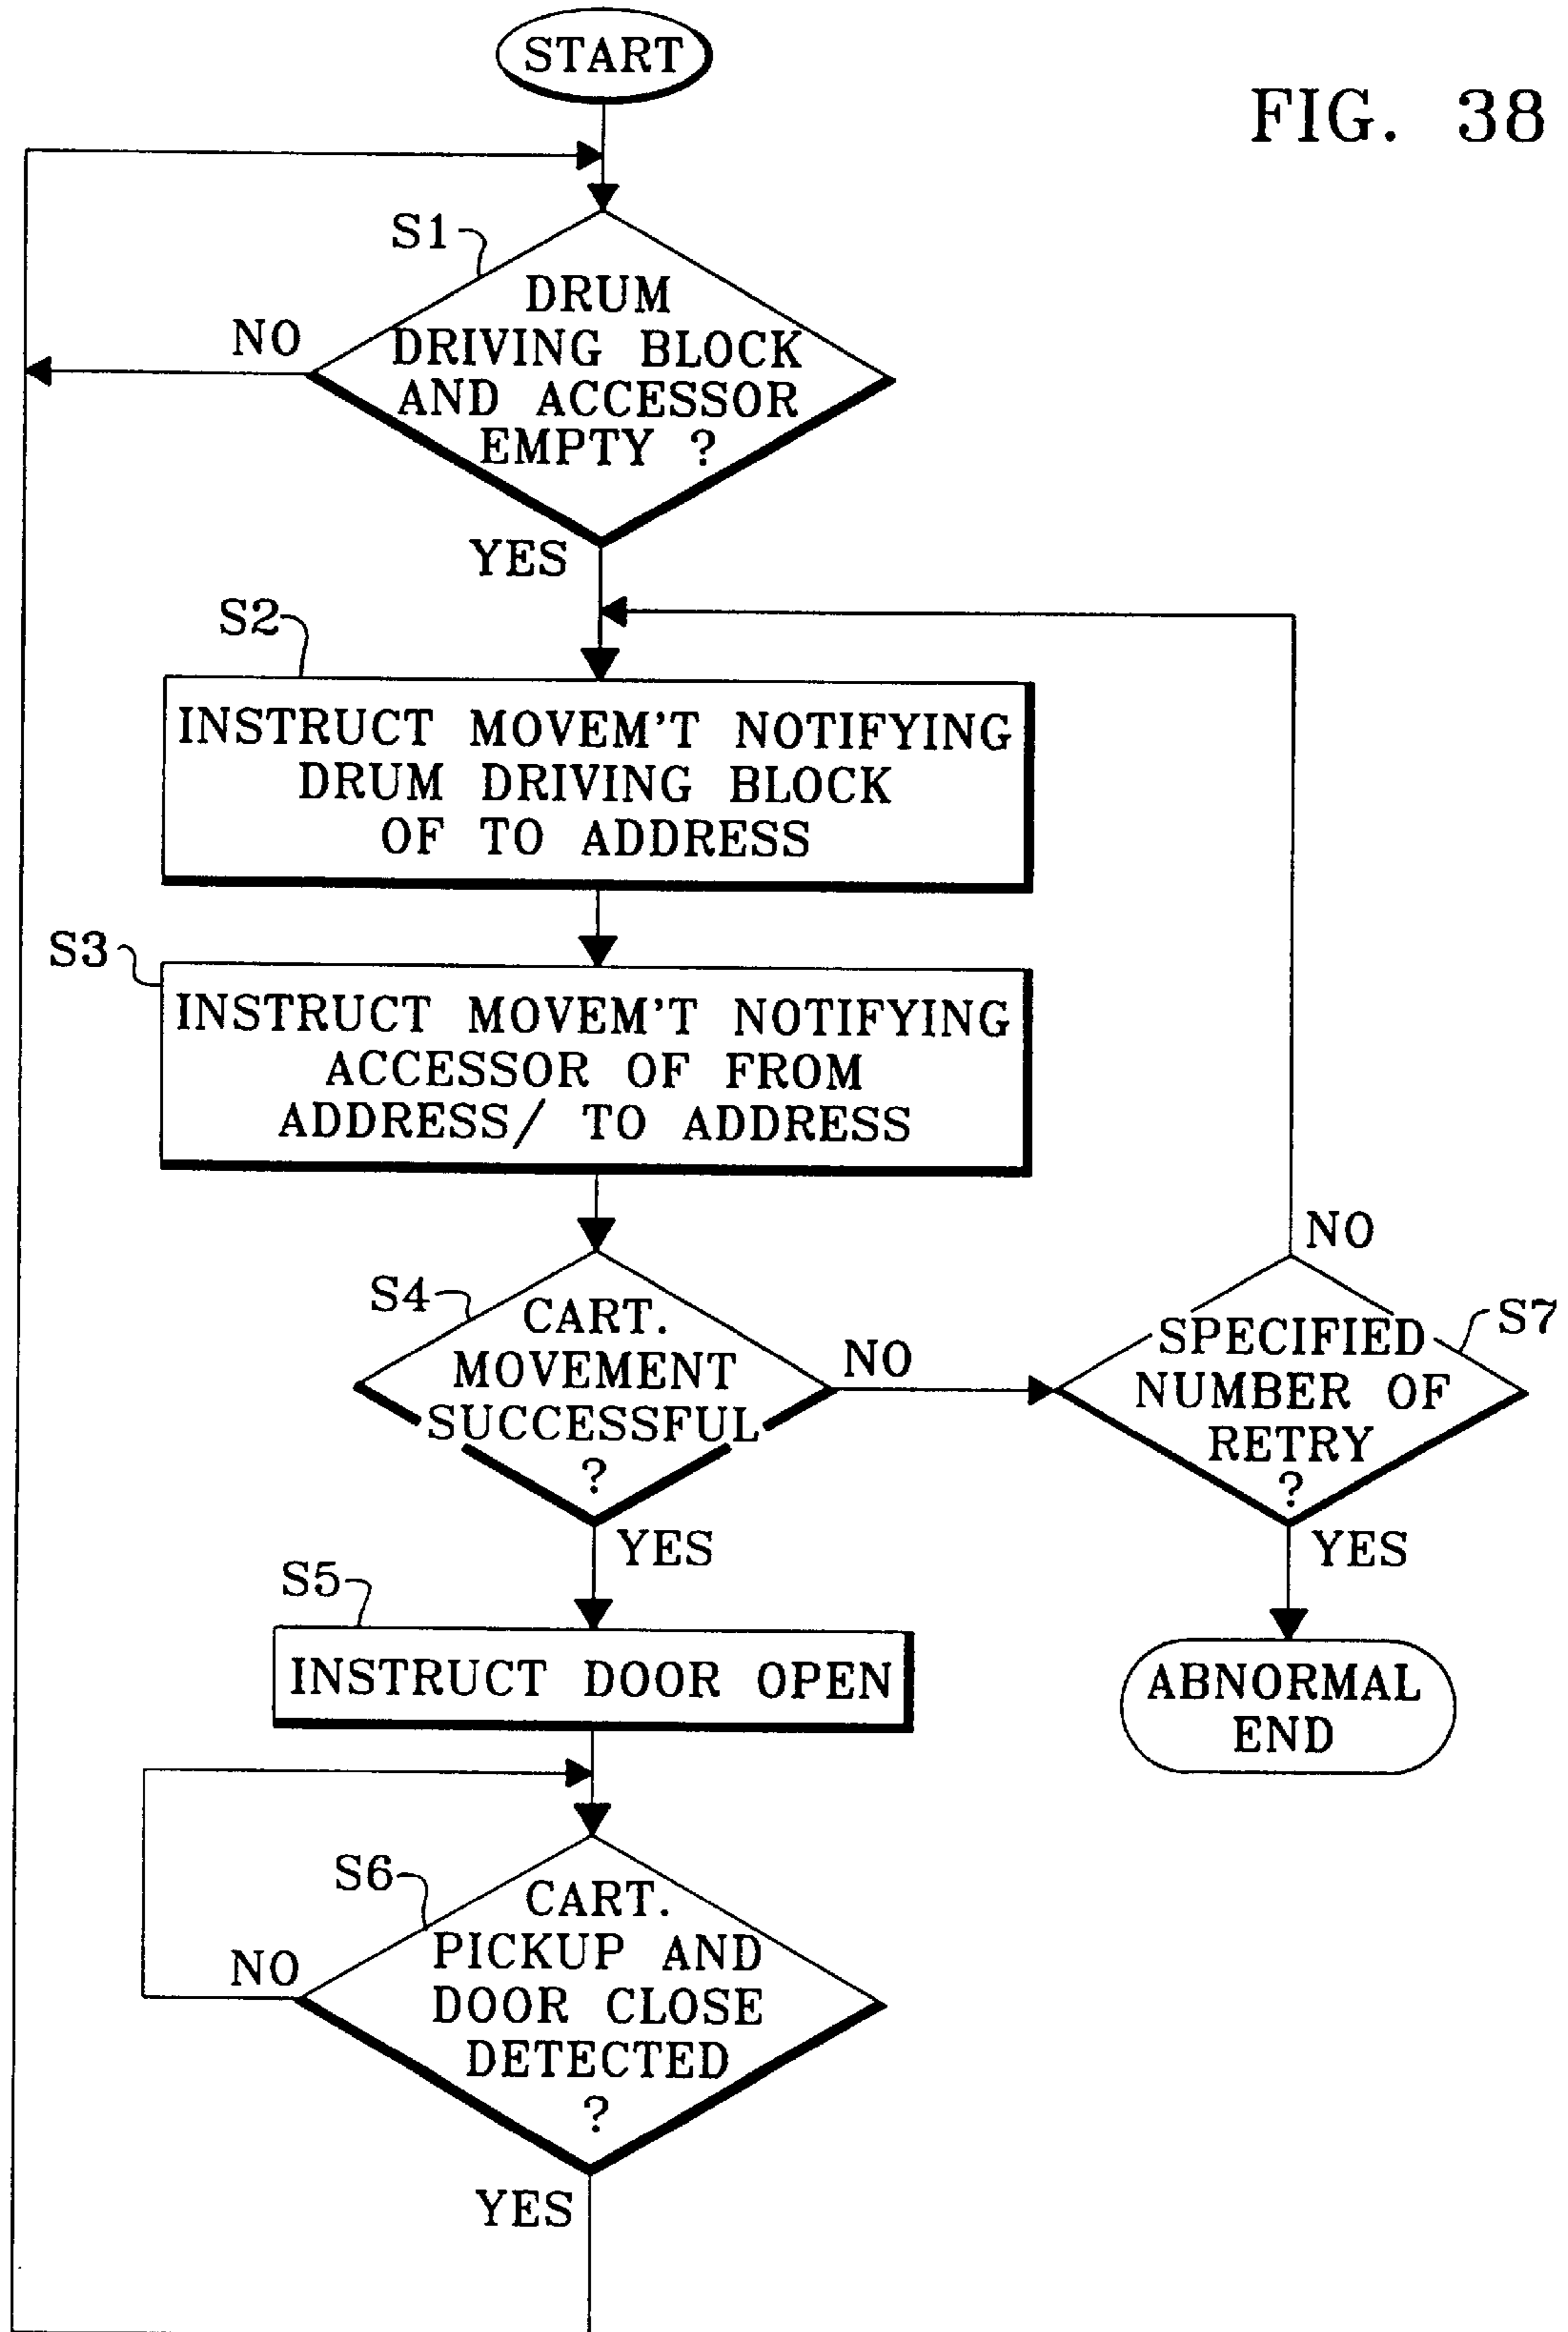 START
FIG. 38
S1
DRUM
DRIVING BLOCK
AND ACCESSOR
EMPTY ?
NO
YES
S2
INSTRUCT MOVEM'T NOTIFYING
DRUM DRIVING BLOCK
OF TO ADDRESS
S3
INSTRUCT MOVEM'T NOTIFYING
ACCESSOR OF FROM
ADDRESS/ TO ADDRESS
S4
CART.
MOVEMENT
SUCCESSFUL
?
NO
YES
NO
S7
SPECIFIED
NUMBER OF
RETRY
?
YES
ABNORMAL
END
S5
INSTRUCT DOOR OPEN
S6
CART.
PICKUP AND
DOOR CLOSE
DETECTED
?
NO
YES